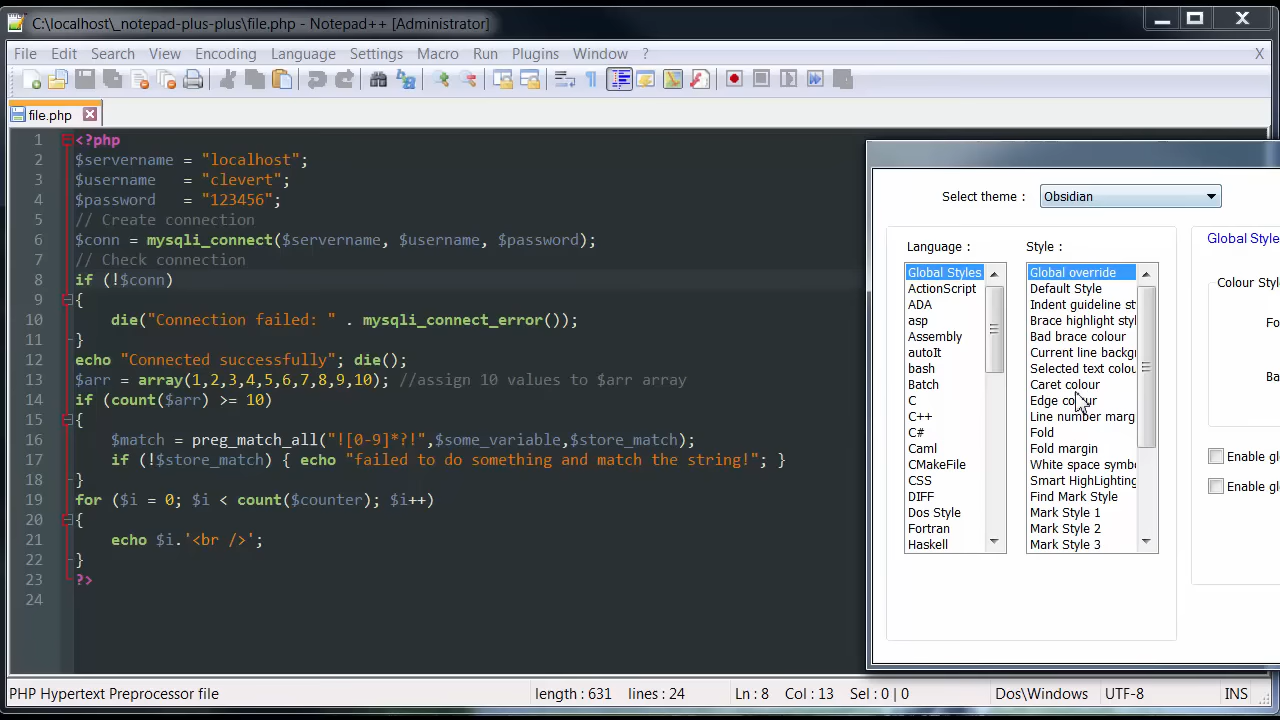 C:\localhost\_notepad-plus-plus\file.php - Notepad++ [Administrator]
File Edit Search View Encoding Language Settings Macro Run Plugins Window ? X
file.php
1 <?php
2 $servername = "localhost";
3 $username   = "clevert";
4 $password   = "123456";
5 // Create connection
6 $conn = mysqli_connect($servername, $username, $password);
7 // Check connection
8 if (!$conn)
9 {
10     die("Connection failed: " . mysqli_connect_error());
11 }
12 echo "Connected successfully"; die();
13 $arr = array(1,2,3,4,5,6,7,8,9,10); //assign 10 values to $arr array
14 if (count($arr) >= 10)
15 {
16     $match = preg_match_all("![0-9]*?!",$some_variable,$store_match);
17     if (!$store_match) { echo "failed to do something and match the string!"; }
18 }
19 for ($i = 0; $i < count($counter); $i++)
20 {
21     echo $i.'<br />';
22 }
23 ?>
24
Select theme : Obsidian
Language :
Global Styles
ActionScript
ADA
asp
Assembly
autoIt
bash
Batch
C
C++
C#
Caml
CMakeFile
CSS
DIFF
Dos Style
Fortran
Haskell
Style :
Global override
Default Style
Indent guideline st
Brace highlight styl
Bad brace colour
Current line backgr
Selected text colou
Caret colour
Edge colour
Line number marg
Fold
Fold margin
White space symbo
Smart HighLighting
Find Mark Style
Mark Style 1
Mark Style 2
Mark Style 3
Global Style
Colour Style
Fo
Ba
Enable gl
Enable gl
PHP Hypertext Preprocessor file length : 631 lines : 24 Ln : 8 Col : 13 Sel : 0 | 0 Dos\Windows UTF-8 INS